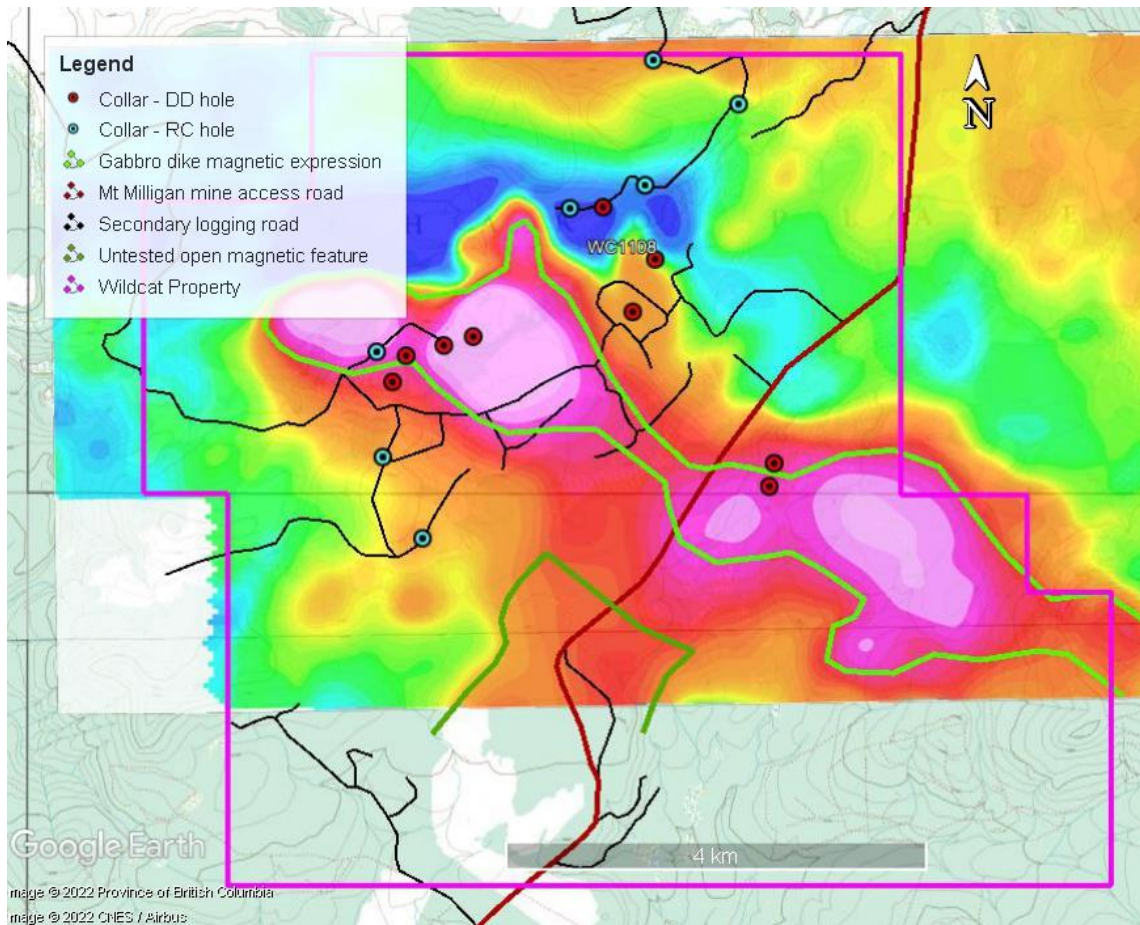 Legend
Collar - DD hole
Collar - RC hole
Gabbro dike magnetic expression
Mt Milligan mine access road
Secondary logging road
Untested open magnetic feature
Wildcat Property
N
WC1108
4 km
Google Earth
mage © 2022 Province of British Columbia
mage © 2022 CNES / Airbus